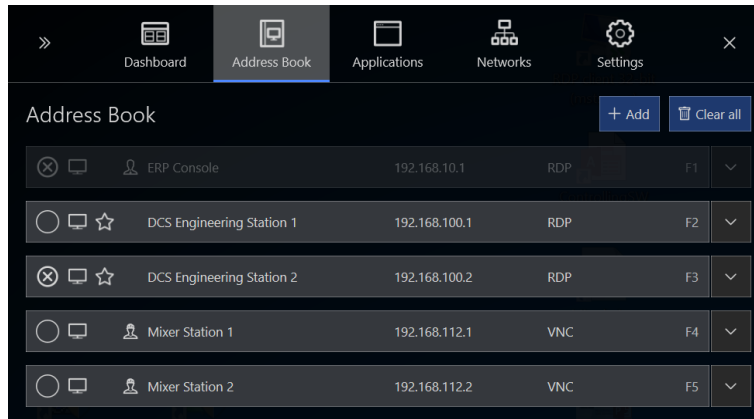 Dashboard Address Book Applications Networks Settings
Address Book + Add Clear all
ERP Console 192.168.10.1 RDP F1
DCS Engineering Station 1 192.168.100.1 RDP F2
DCS Engineering Station 2 192.168.100.2 RDP F3
Mixer Station 1 192.168.112.1 VNC F4
Mixer Station 2 192.168.112.2 VNC F5